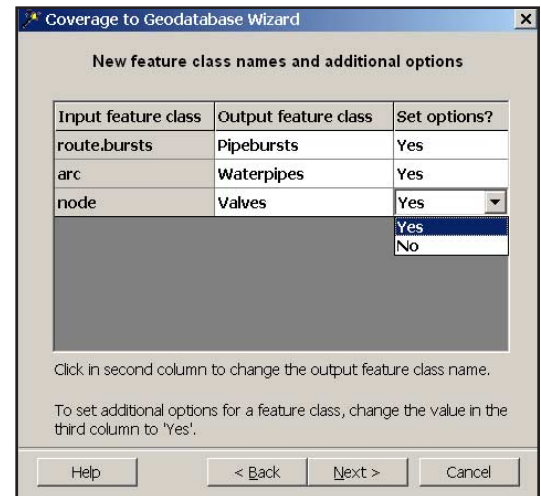 Coverage to Geodatabase Wizard
New feature class names and additional options
Input feature class Output feature class Set options?
route.bursts Pipebursts Yes
arc Waterpipes Yes
node Valves Yes
Yes
No
Click in second column to change the output feature class name.
To set additional options for a feature class, change the value in the
third column to 'Yes'.
Help < Back Next > Cancel